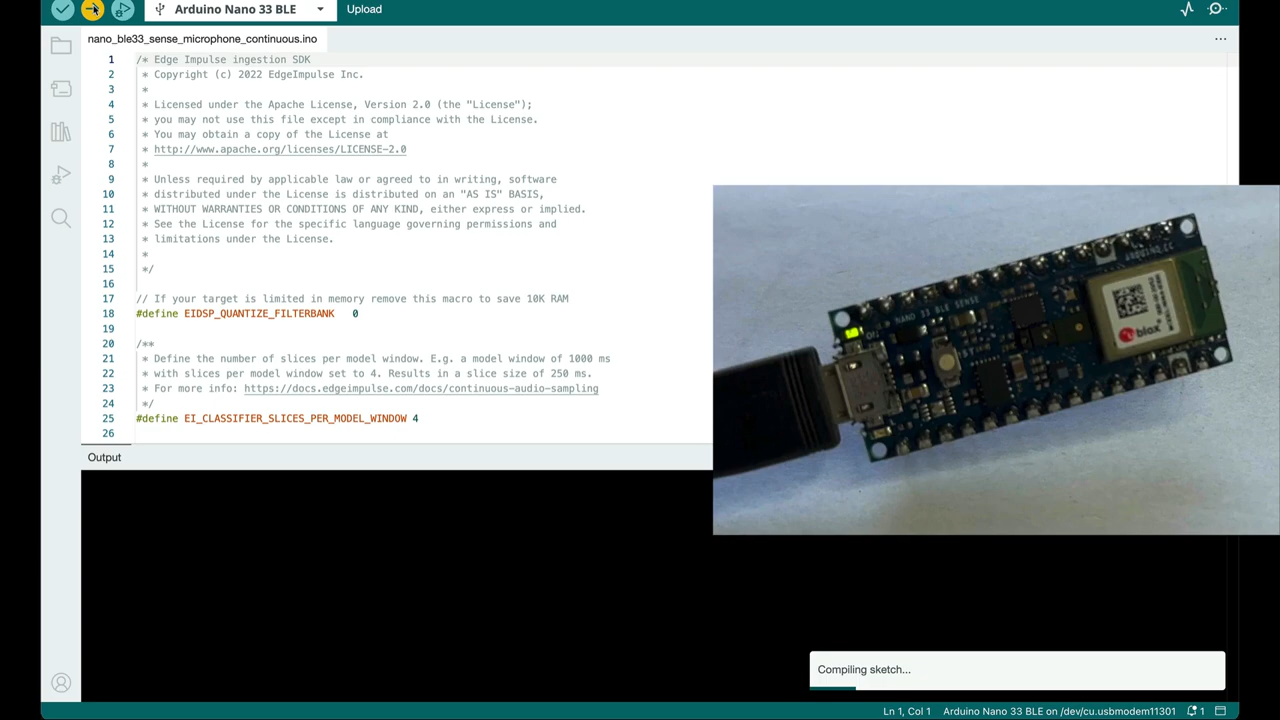 Arduino Nano 33 BLE
Upload
nano_ble33_sense_microphone_continuous.ino
...
1 /* Edge Impulse ingestion SDK
2 * Copyright (c) 2022 EdgeImpulse Inc.
3 *
4 * Licensed under the Apache License, Version 2.0 (the "License");
5 * you may not use this file except in compliance with the License.
6 * You may obtain a copy of the License at
7 * http://www.apache.org/licenses/LICENSE-2.0
8 *
9 * Unless required by applicable law or agreed to in writing, software
10 * distributed under the License is distributed on an "AS IS" BASIS,
11 * WITHOUT WARRANTIES OR CONDITIONS OF ANY KIND, either express or implied.
12 * See the License for the specific language governing permissions and
13 * limitations under the License.
14 *
15 */
16
17 // If your target is limited in memory remove this macro to save 10K RAM
18 #define EIDSP_QUANTIZE_FILTERBANK 0
19
20 /**
21 * Define the number of slices per model window. E.g. a model window of 1000 ms
22 * with slices per model window set to 4. Results in a slice size of 250 ms.
23 * For more info: https://docs.edgeimpulse.com/docs/continuous-audio-sampling
24 */
25 #define EI_CLASSIFIER_SLICES_PER_MODEL_WINDOW 4
26
NANO 33 BLE SENSE
blox
Output
Compiling sketch...
Ln 1, Col 1 Arduino Nano 33 BLE on /dev/cu.usbmodem11301 1